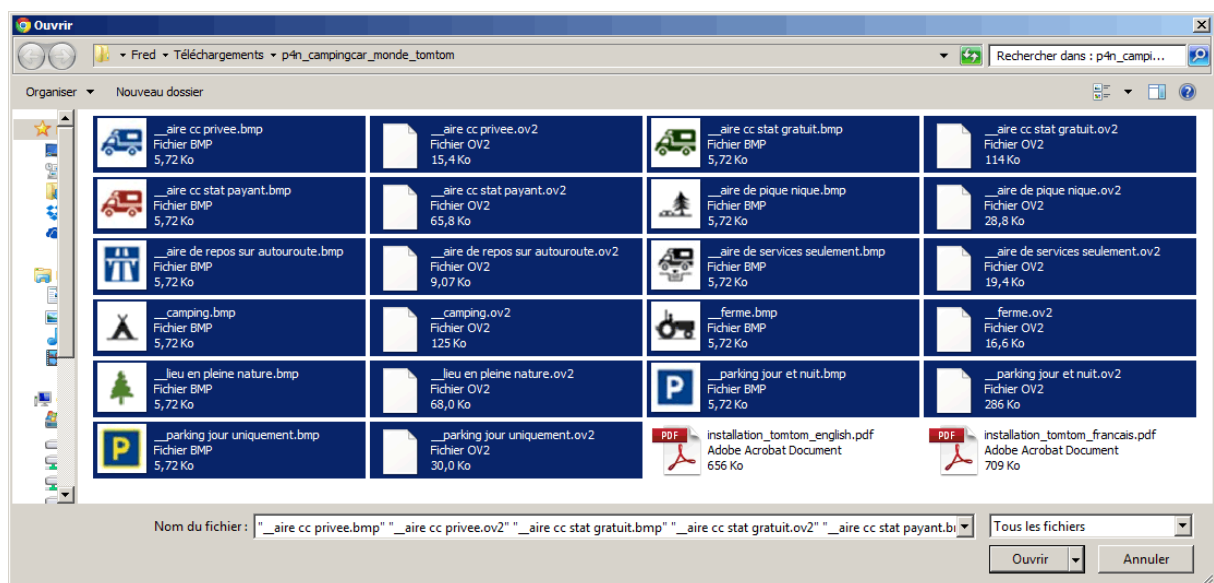 Ouvrir
Fred Téléchargements p4n_campingcar_monde_tomtom
Rechercher dans : p4n_campi...
Organiser Nouveau dossier
__aire cc privee.bmp
Fichier BMP
5,72 Ko
__aire cc privee.ov2
Fichier OV2
15,4 Ko
__aire cc stat gratuit.bmp
Fichier BMP
5,72 Ko
__aire cc stat gratuit.ov2
Fichier OV2
114 Ko
__aire cc stat payant.bmp
Fichier BMP
5,72 Ko
__aire cc stat payant.ov2
Fichier OV2
65,8 Ko
__aire de pique nique.bmp
Fichier BMP
5,72 Ko
__aire de pique nique.ov2
Fichier OV2
28,8 Ko
__aire de repos sur autouroute.bmp
Fichier BMP
5,72 Ko
__aire de repos sur autouroute.ov2
Fichier OV2
9,07 Ko
__aire de services seulement.bmp
Fichier BMP
5,72 Ko
__aire de services seulement.ov2
Fichier OV2
19,4 Ko
__camping.bmp
Fichier BMP
5,72 Ko
__camping.ov2
Fichier OV2
125 Ko
__ferme.bmp
Fichier BMP
5,72 Ko
__ferme.ov2
Fichier OV2
16,6 Ko
__lieu en pleine nature.bmp
Fichier BMP
5,72 Ko
__lieu en pleine nature.ov2
Fichier OV2
68,0 Ko
P
__parking jour et nuit.bmp
Fichier BMP
5,72 Ko
__parking jour et nuit.ov2
Fichier OV2
286 Ko
P
__parking jour uniquement.bmp
Fichier BMP
5,72 Ko
__parking jour uniquement.ov2
Fichier OV2
30,0 Ko
PDF
installation_tomtom_english.pdf
Adobe Acrobat Document
656 Ko
PDF
installation_tomtom_francais.pdf
Adobe Acrobat Document
709 Ko
Nom du fichier : "__aire cc privee.bmp" "__aire cc privee.ov2" "__aire cc stat gratuit.bmp" "__aire cc stat gratuit.ov2" "__aire cc stat payant.b
Tous les fichiers
Ouvrir Annuler